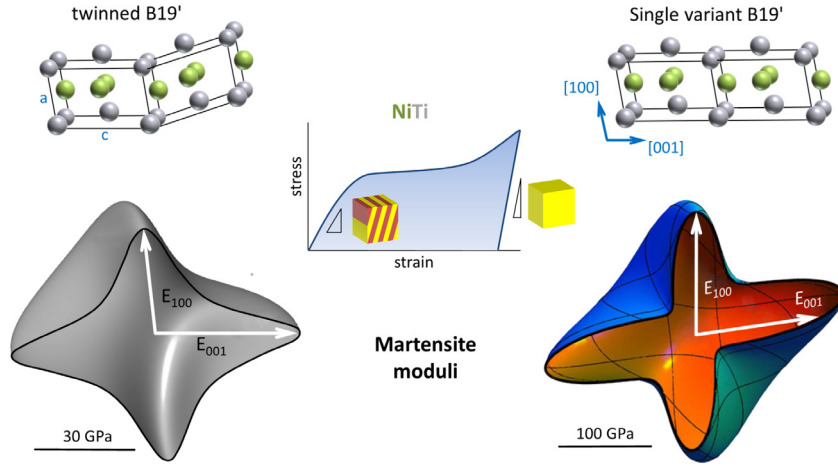 twinned B19'
Single variant B19'
a
c
NiTi
[100]
[001]
stress
strain
E100
E001
E100
E001
Martensite
moduli
30 GPa
100 GPa